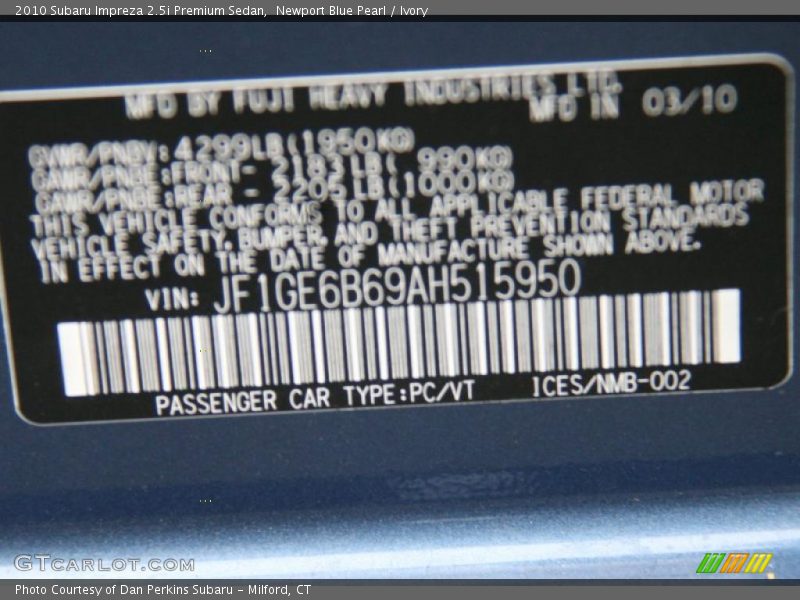 2010 Subaru Impreza 2.5i Premium Sedan, Newport Blue Pearl / Ivory
MFD BY FUJI HEAVY INDUSTRIES LTD.
MFD IN 03/10
GVWR/PNBV: 4299LB(1950KG)
GAWR/PNBE:FRONT- 2183LB( 990KG)
GAWR/PNBE:REAR - 2205LB(1000KG)
THIS VEHICLE CONFORMS TO ALL APPLICABLE FEDERAL MOTOR
VEHICLE SAFETY, BUMPER, AND THEFT PREVENTION STANDARDS
IN EFFECT ON THE DATE OF MANUFACTURE SHOWN ABOVE.
VIN: JF1GE6B69AH515950
PASSENGER CAR TYPE:PC/VT ICES/NMB-002
GTCARLOT.COM
Photo Courtesy of Dan Perkins Subaru - Milford, CT